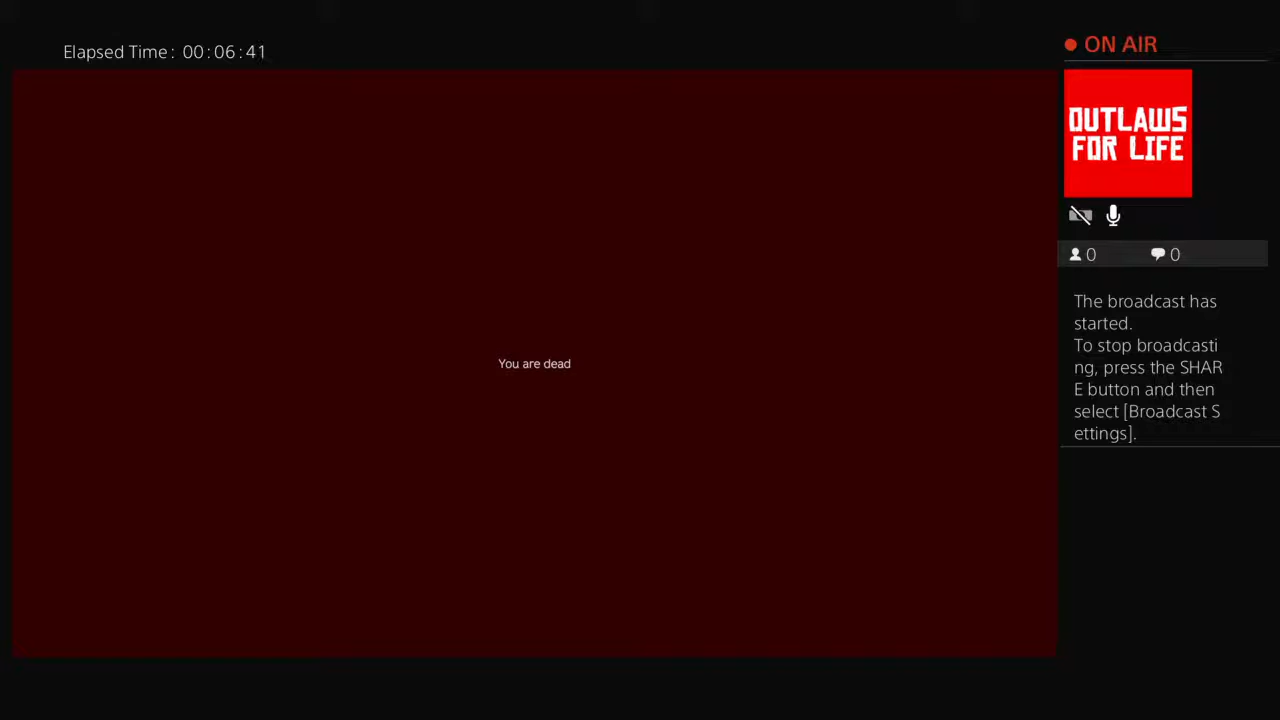 Elapsed Time: 00:06:41
ON AIR
OUTLAWS
FOR LIFE
0
0
The broadcast has
started.
To stop broadcasti
ng, press the SHAR
E button and then
select [Broadcast S
ettings].
You are dead